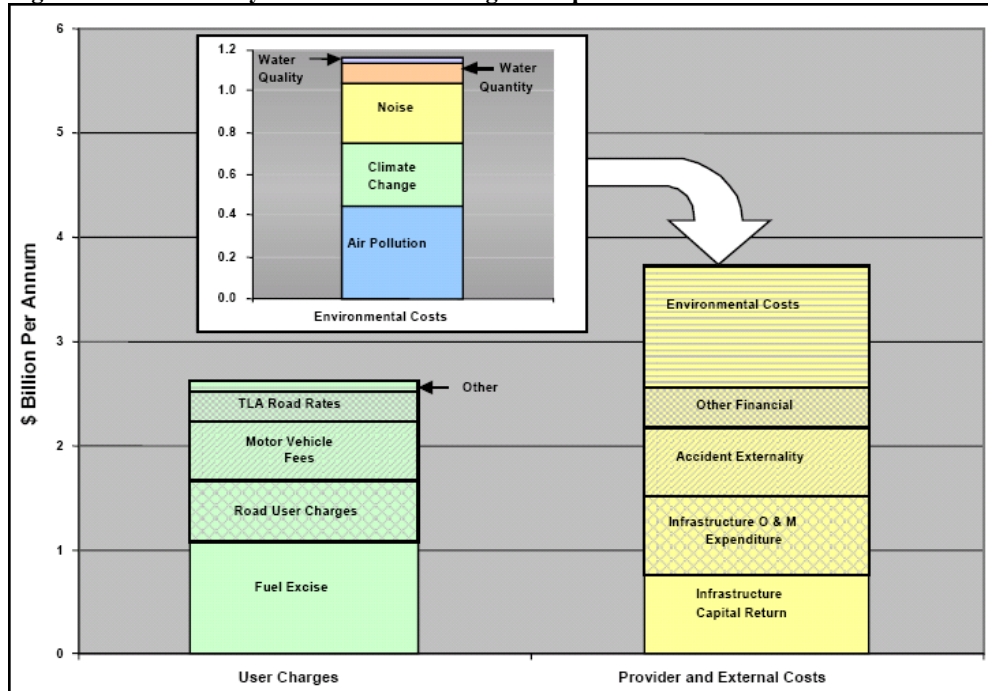 6
5
4
3
2
1
0
$ Billion Per Annum
1.2
1.0
0.8
0.6
0.4
0.2
0.0
Water
Quality
Water
Quantity
Noise
Climate
Change
Air Pollution
Environmental Costs
Other
TLA Road Rates
Motor Vehicle
Fees
Road User Charges
Fuel Excise
Environmental Costs
Other Financial
Accident Externality
Infrastructure O & M
Expenditure
Infrastructure
Capital Return
User Charges
Provider and External Costs